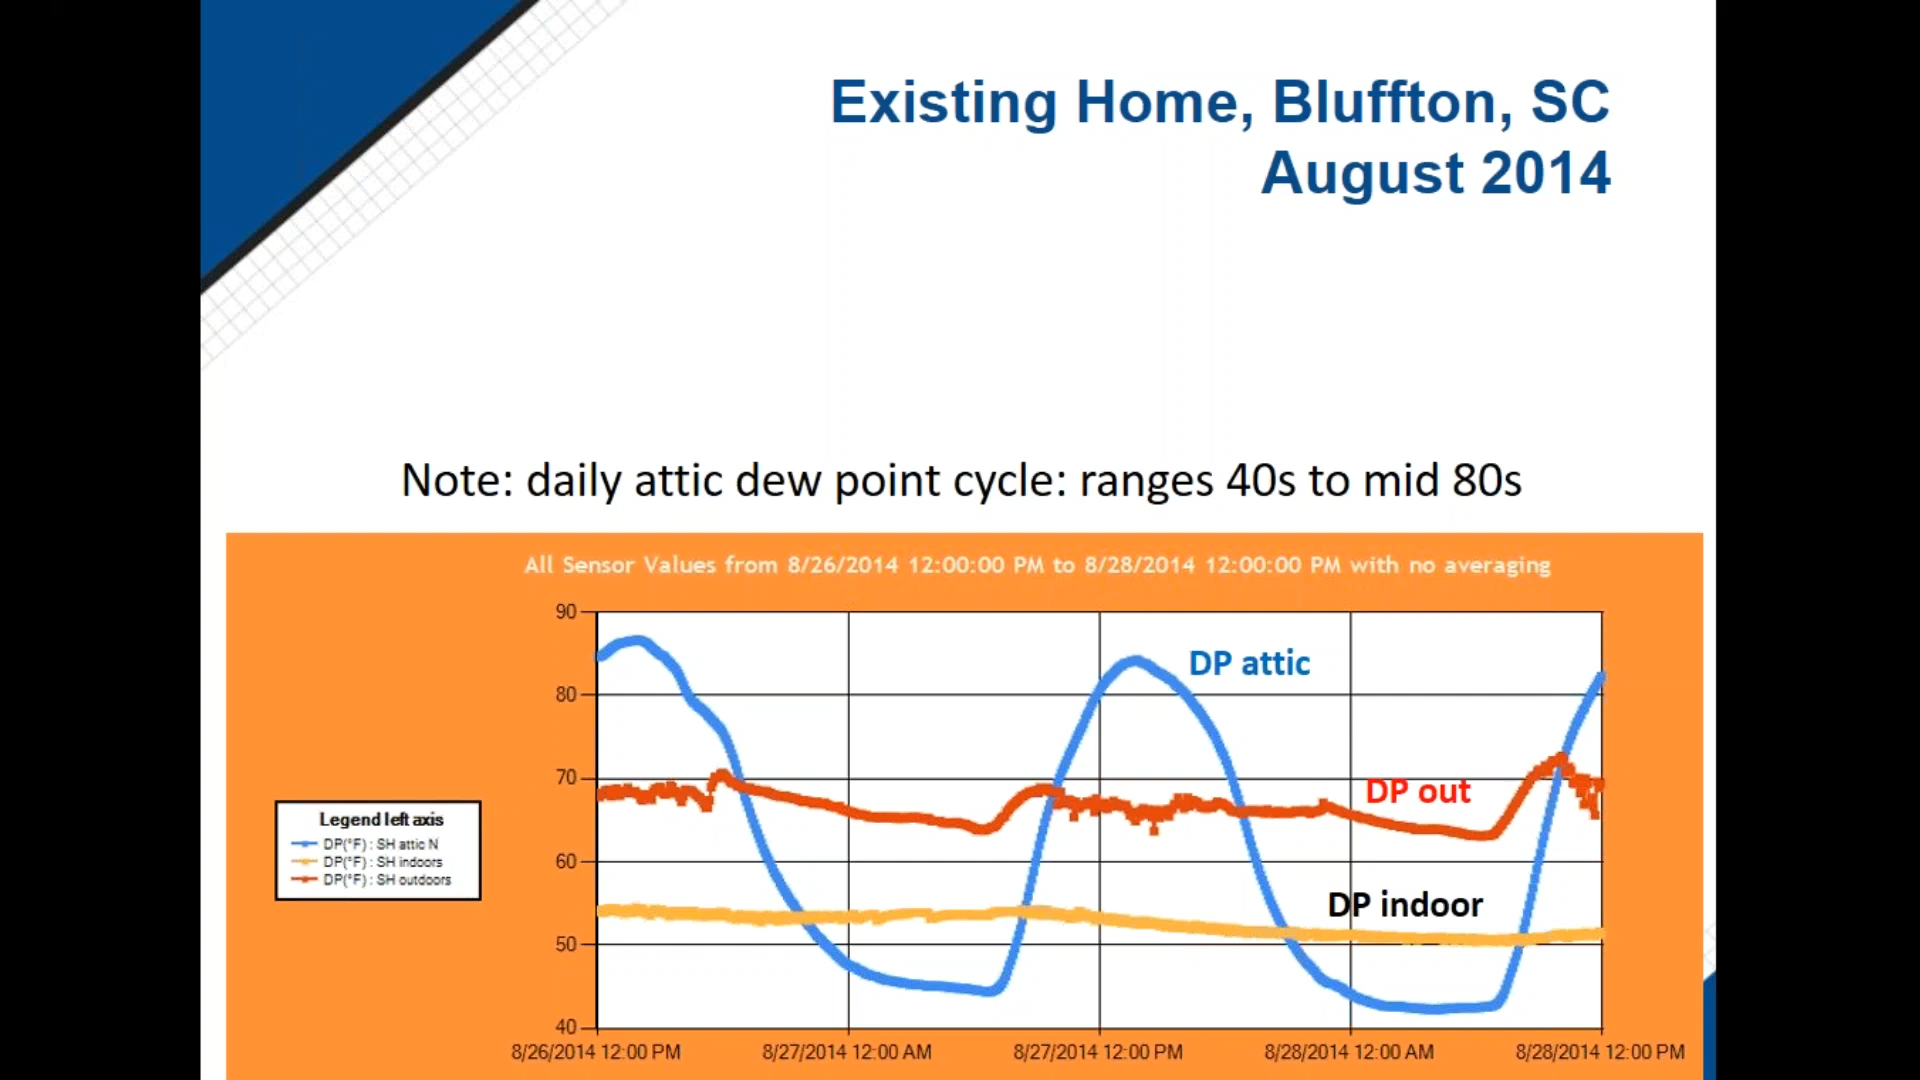 Existing Home, Bluffton, SC
August 2014
Note: daily attic dew point cycle: ranges 40s to mid 80s
All Sensor Values from 8/26/2014 12:00:00 PM to 8/28/2014 12:00:00 PM with no averaging
90
80
70
60
50
40
DP attic
DP out
DP indoor
Legend left axis
DP(°F) : SH attic N
DP(°F) : SH indoors
DP(°F) : SH outdoors
8/26/2014 12:00 PM
8/27/2014 12:00 AM
8/27/2014 12:00 PM
8/28/2014 12:00 AM
8/28/2014 12:00 PM